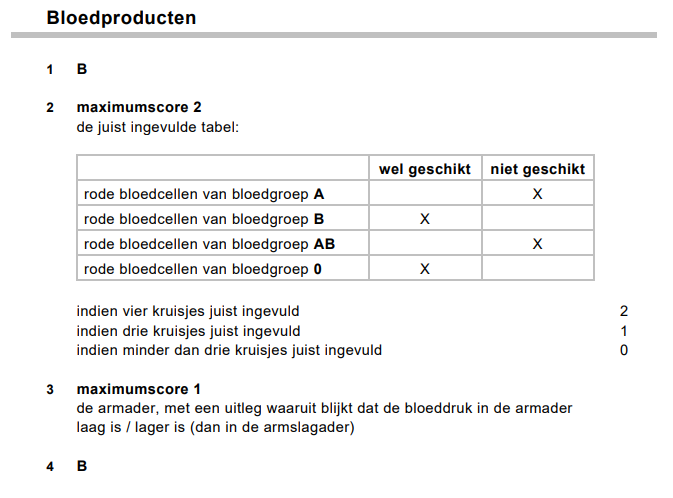 Bloedproducten
1 B
2 maximumscore 2
de juist ingevulde tabel:
wel geschikt niet geschikt
rode bloedcellen van bloedgroep A X
rode bloedcellen van bloedgroep B X
rode bloedcellen van bloedgroep AB X
rode bloedcellen van bloedgroep 0 X
indien vier kruisjes juist ingevuld 2
indien drie kruisjes juist ingevuld 1
indien minder dan drie kruisjes juist ingevuld 0
3 maximumscore 1
de armader, met een uitleg waaruit blijkt dat de bloeddruk in de armader
laag is / lager is (dan in de armslagader)
4 B